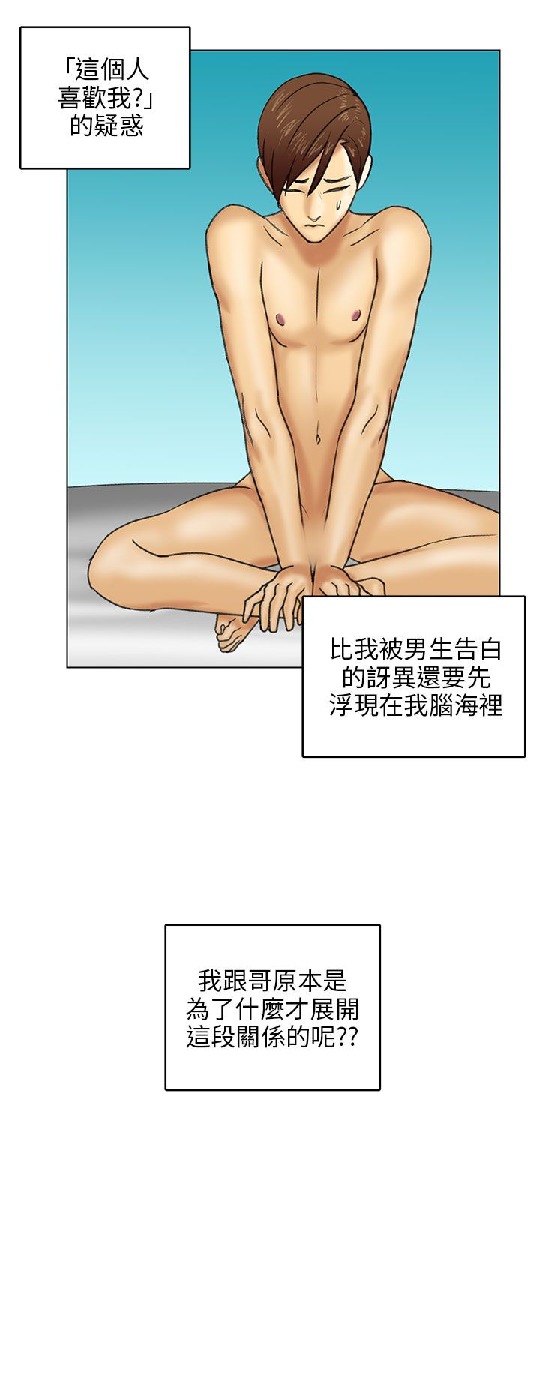 「這個人
喜歡我?」
的疑惑
比我被男生告白
的訝異還要先
浮現在我腦海裡
我跟哥原本是
為了什麼才展開
這段關係的呢??